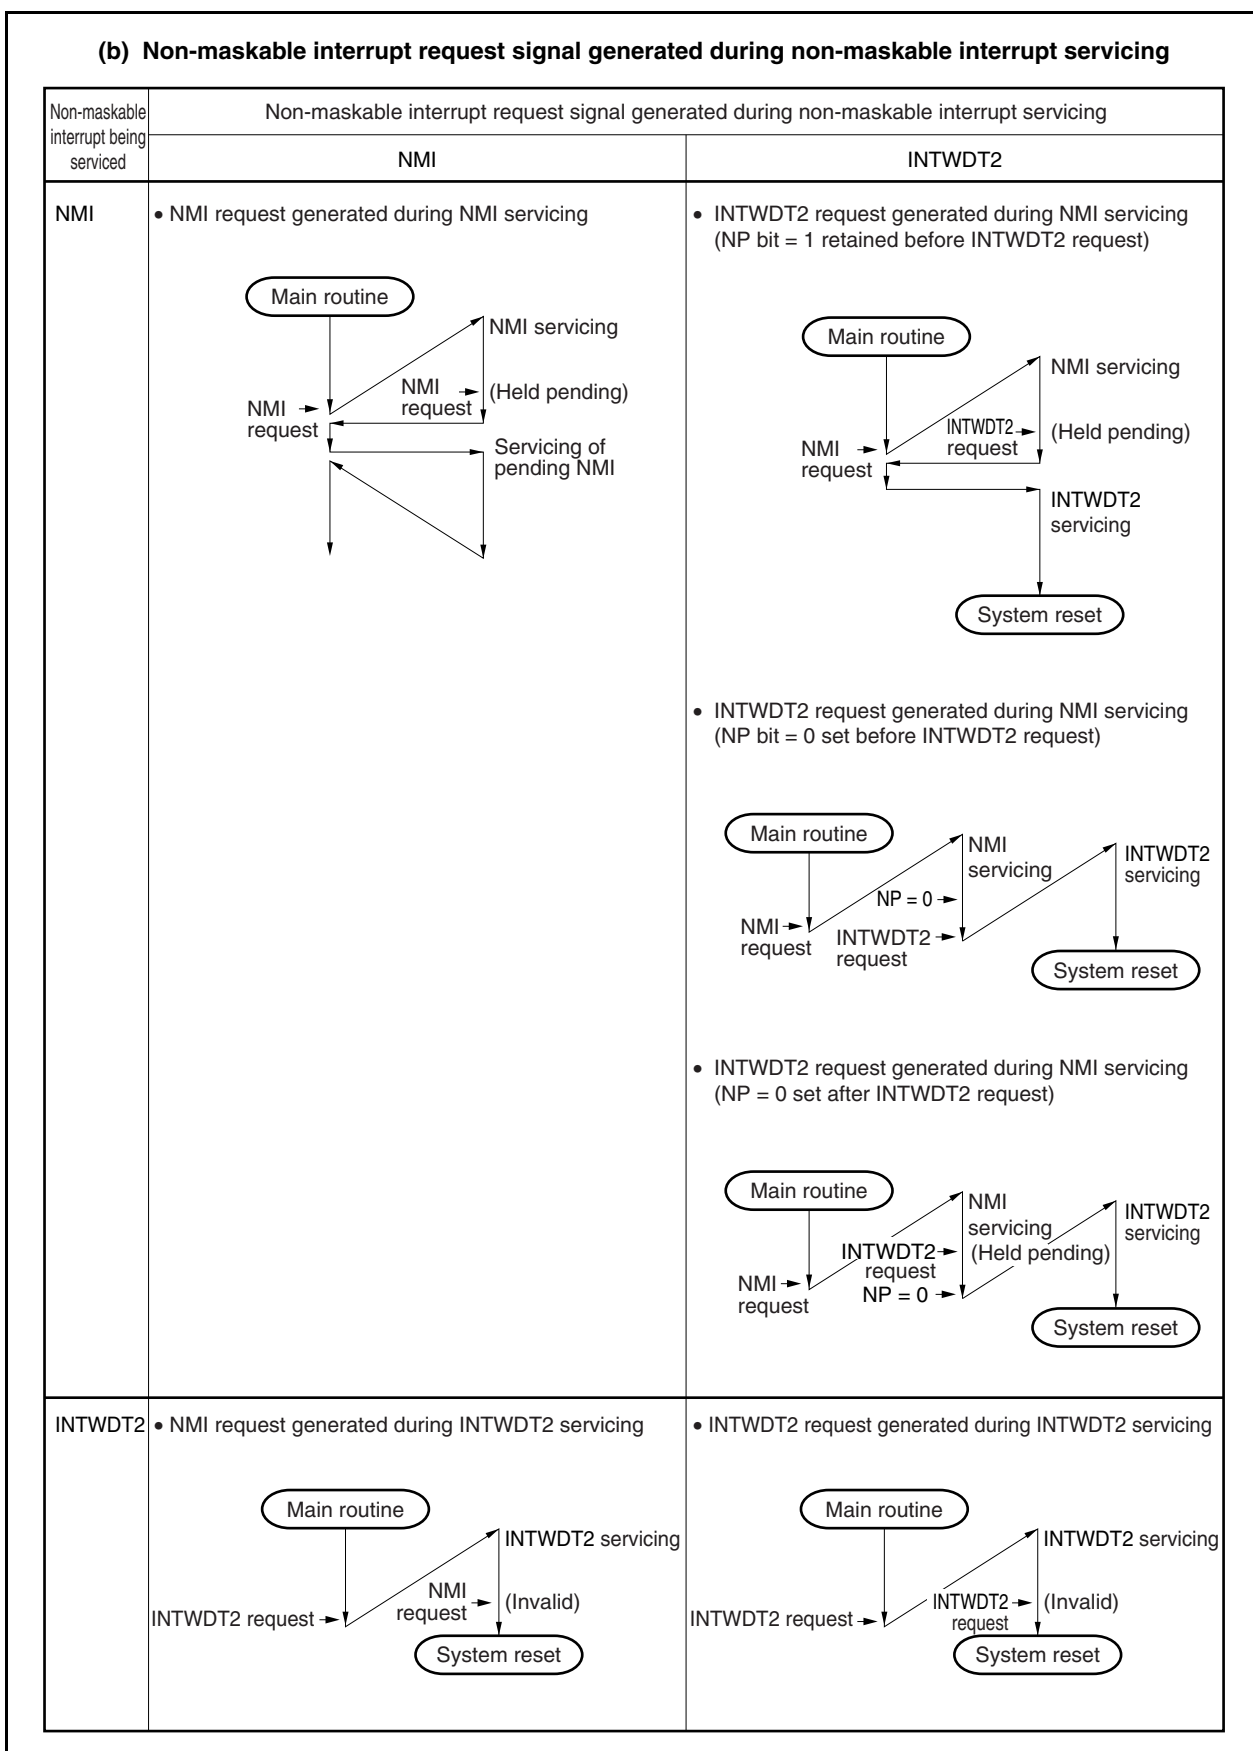 (b) Non-maskable interrupt request signal generated during non-maskable interrupt servicing
Non-maskable
interrupt being
serviced
Non-maskable interrupt request signal generated during non-maskable interrupt servicing
NMI
INTWDT2
NMI
• NMI request generated during NMI servicing
Main routine
NMI servicing
NMI
request
(Held pending)
NMI
request
Servicing of
pending NMI
• INTWDT2 request generated during NMI servicing
(NP bit = 1 retained before INTWDT2 request)
Main routine
NMI servicing
INTWDT2
request
(Held pending)
NMI
request
INTWDT2
servicing
System reset
• INTWDT2 request generated during NMI servicing
(NP bit = 0 set before INTWDT2 request)
Main routine
NMI
servicing
INTWDT2
servicing
NP = 0
NMI
request
INTWDT2
request
System reset
• INTWDT2 request generated during NMI servicing
(NP = 0 set after INTWDT2 request)
Main routine
NMI
servicing
(Held pending)
INTWDT2
servicing
INTWDT2
request
NMI
request
NP = 0
System reset
INTWDT2
• NMI request generated during INTWDT2 servicing
Main routine
INTWDT2 servicing
NMI
request
(Invalid)
INTWDT2 request
System reset
• INTWDT2 request generated during INTWDT2 servicing
Main routine
INTWDT2 servicing
INTWDT2
request
(Invalid)
INTWDT2 request
System reset